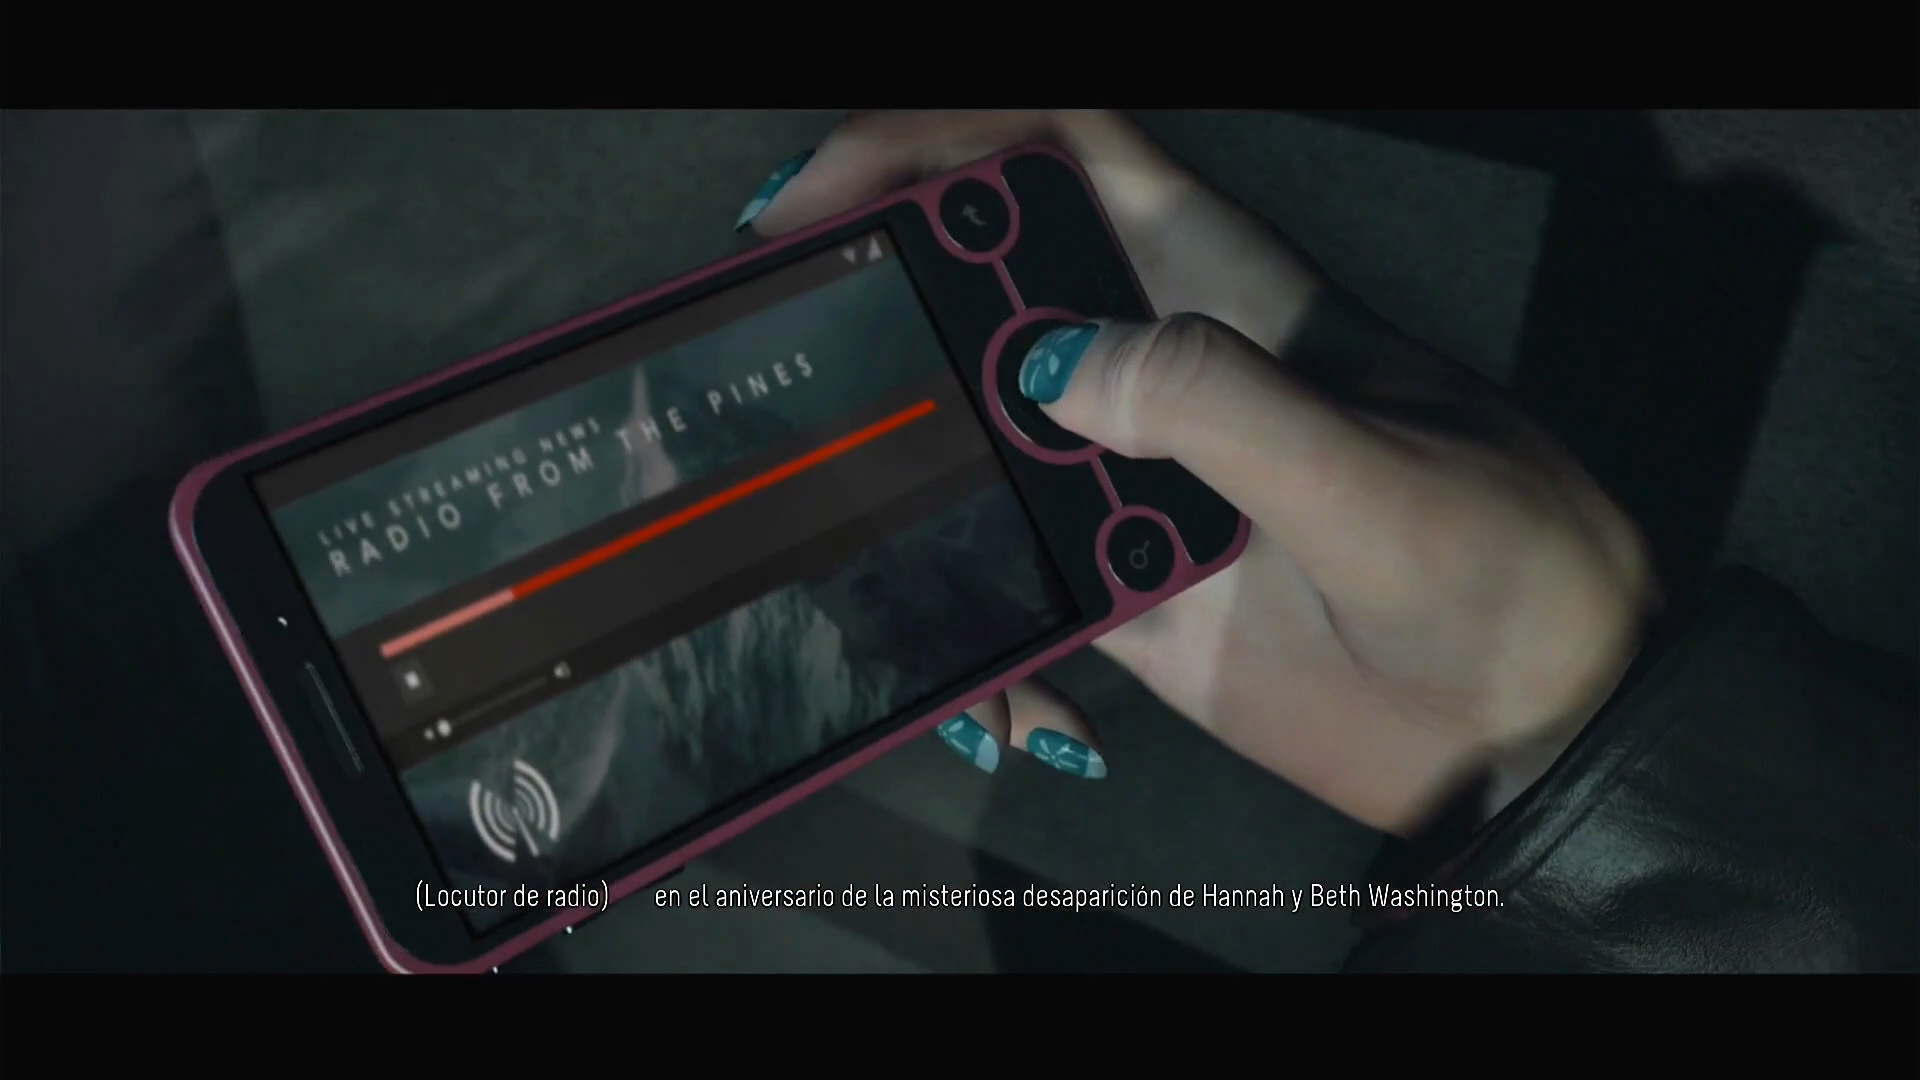 LIVE STREAMING NEWS
RADIO FROM THE PINES
(Locutor de radio) en el aniversario de la misteriosa desaparición de Hannah y Beth Washington.